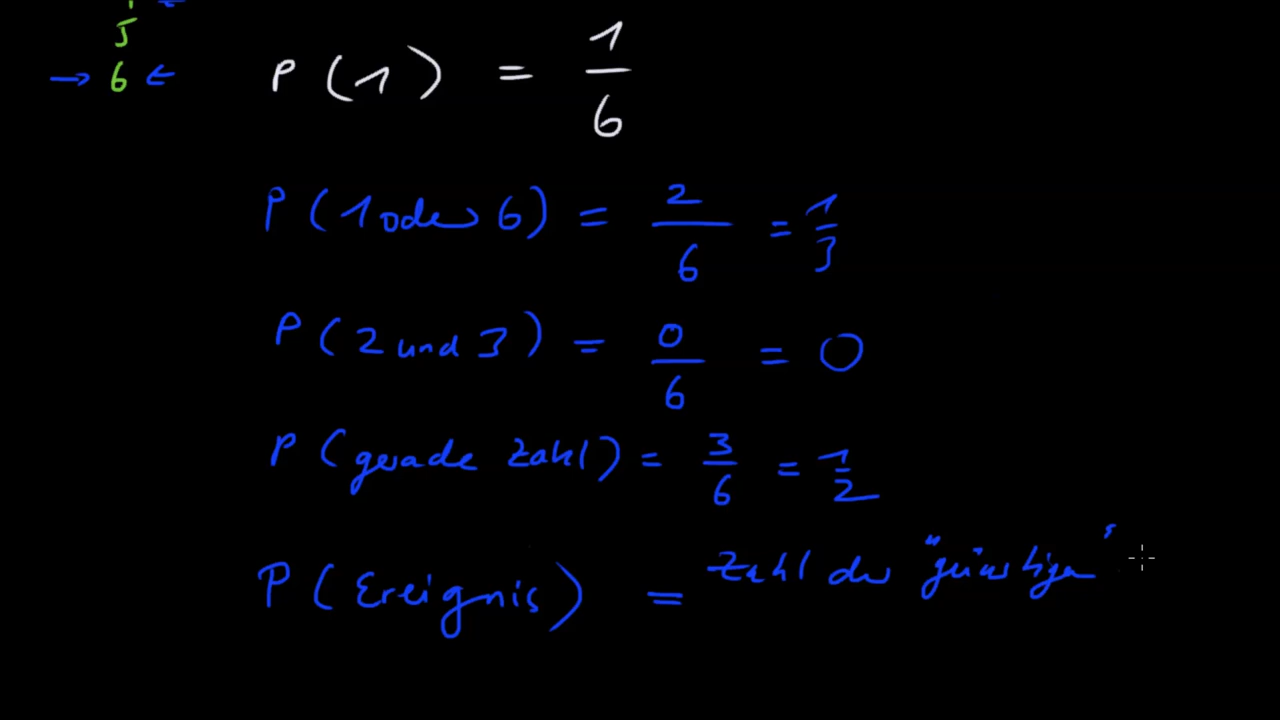 5
→ 6 ←
P(1) = 1/6
P(1 oder 6) = 2/6 = 1/3
P(2 und 3) = 0/6 = 0
P(gerade Zahl) = 3/6 = 1/2
P(Ereignis) = Zahl der "günstigen"